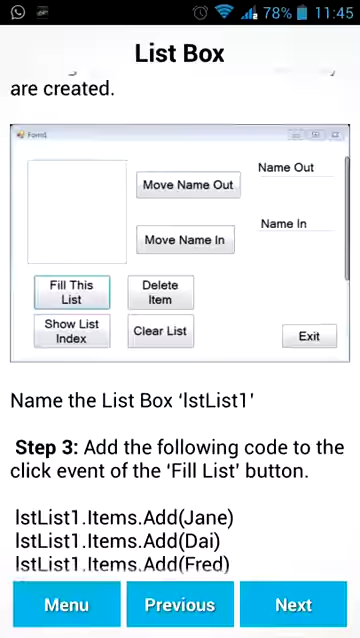 78% 11:45
List Box
are created.
Form1
Move Name Out
Name Out
Move Name In
Name In
Fill This
List
Delete
Item
Show List
Index
Clear List
Exit
Name the List Box ‘lstList1’
Step 3: Add the following code to the
click event of the ‘Fill List’ button.
lstList1.Items.Add(Jane)
lstList1.Items.Add(Dai)
lstList1.Items.Add(Fred)
Menu
Previous
Next